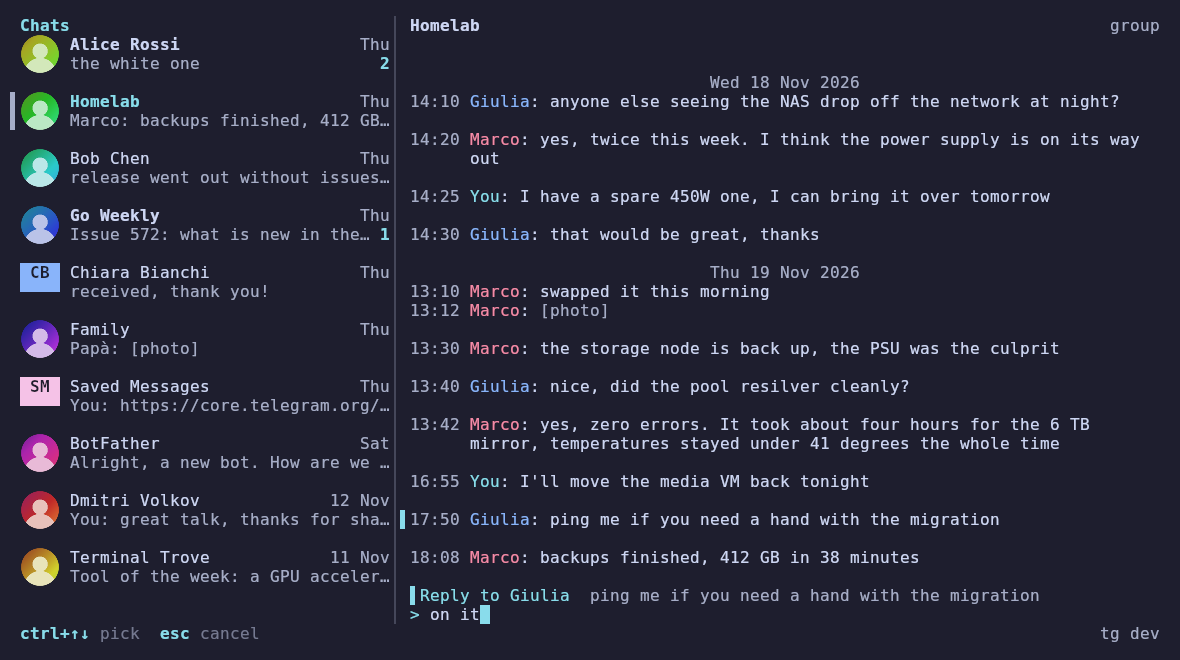 Chats
Alice Rossi Thu
the white one 2
Homelab Thu
Marco: backups finished, 412 GB…
Bob Chen Thu
release went out without issues…
Go Weekly Thu
Issue 572: what is new in the… 1
CB Chiara Bianchi Thu
received, thank you!
Family Thu
Papà: [photo]
SM Saved Messages Thu
You: https://core.telegram.org/…
BotFather Sat
Alright, a new bot. How are we …
Dmitri Volkov 12 Nov
You: great talk, thanks for sha…
Terminal Trove 11 Nov
Tool of the week: a GPU acceler…
Homelab group
Wed 18 Nov 2026
14:10 Giulia: anyone else seeing the NAS drop off the network at night?
14:20 Marco: yes, twice this week. I think the power supply is on its way
out
14:25 You: I have a spare 450W one, I can bring it over tomorrow
14:30 Giulia: that would be great, thanks
Thu 19 Nov 2026
13:10 Marco: swapped it this morning
13:12 Marco: [photo]
13:30 Marco: the storage node is back up, the PSU was the culprit
13:40 Giulia: nice, did the pool resilver cleanly?
13:42 Marco: yes, zero errors. It took about four hours for the 6 TB
mirror, temperatures stayed under 41 degrees the whole time
16:55 You: I'll move the media VM back tonight
17:50 Giulia: ping me if you need a hand with the migration
18:08 Marco: backups finished, 412 GB in 38 minutes
Reply to Giulia ping me if you need a hand with the migration
> on it
ctrl+↑↓ pick esc cancel tg dev